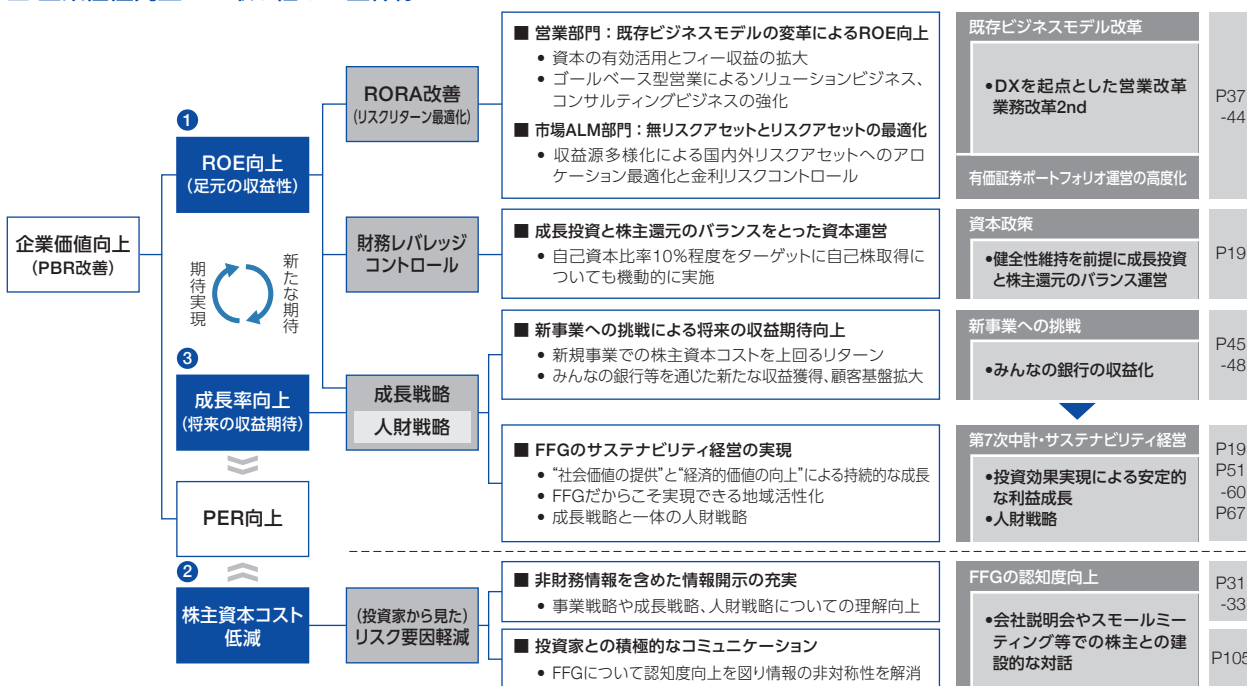 企業価値向上
(PBR改善)
❶
ROE向上
(足元の収益性)
期待実現
新たな期待
❸
成長率向上
(将来の収益期待)
PER向上
❷
株主資本コスト
低減
RORA改善
(リスクリターン最適化)
財務レバレッジ
コントロール
成長戦略
人財戦略
(投資家から見た)
リスク要因軽減
■ 営業部門：既存ビジネスモデルの変革によるROE向上
• 資本の有効活用とフィー収益の拡大
• ゴールベース型営業によるソリューションビジネス、
コンサルティングビジネスの強化
■ 市場ALM部門：無リスクアセットとリスクアセットの最適化
• 収益源多様化による国内外リスクアセットへのアロ
ケーション最適化と金利リスクコントロール
■ 成長投資と株主還元のバランスをとった資本運営
• 自己資本比率10%程度をターゲットに自己株取得に
ついても機動的に実施
■ 新事業への挑戦による将来の収益期待向上
• 新規事業での株主資本コストを上回るリターン
• みんなの銀行等を通じた新たな収益獲得、顧客基盤拡大
■ FFGのサステナビリティ経営の実現
• “社会価値の提供”と“経済的価値の向上”による持続的な成長
• FFGだからこそ実現できる地域活性化
• 成長戦略と一体の人財戦略
■ 非財務情報を含めた情報開示の充実
• 事業戦略や成長戦略、人財戦略についての理解向上
■ 投資家との積極的なコミュニケーション
• FFGについて認知度向上を図り情報の非対称性を解消
既存ビジネスモデル改革
•DXを起点とした営業改革
業務改革2nd
有価証券ポートフォリオ運営の高度化
P37
-44
資本政策
•健全性維持を前提に成長投資
と株主還元のバランス運営
P19
新事業への挑戦
•みんなの銀行の収益化
P45
-48
第7次中計・サステナビリティ経営
•投資効果実現による安定的
な利益成長
•人財戦略
P19
P51
-60
P67
FFGの認知度向上
•会社説明会やスモールミー
ティング等での株主との建
設的な対話
P31
-33
P105